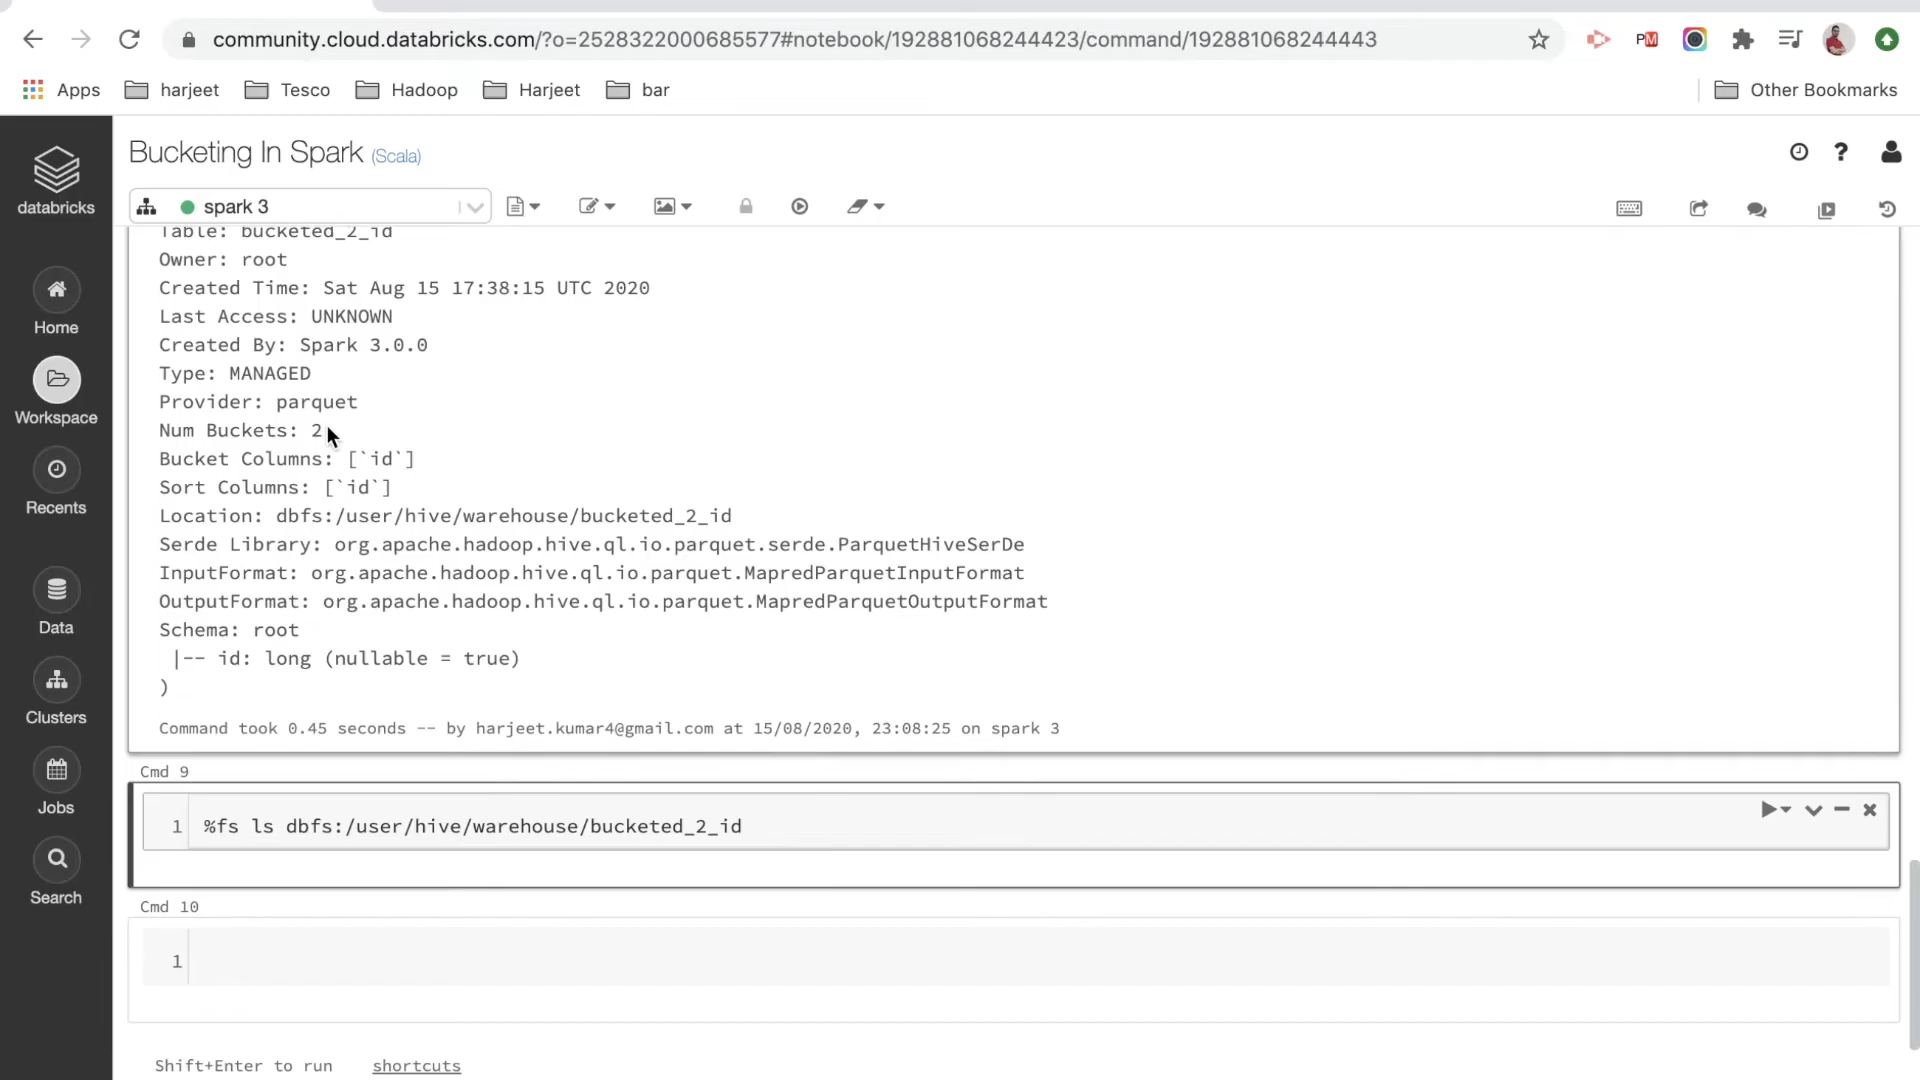 community.cloud.databricks.com/?o=2528322000685577#notebook/192881068244423/command/192881068244443
PM
Apps
harjeet
Tesco
Hadoop
Harjeet
bar
Other Bookmarks
databricks
Bucketing In Spark (Scala)
?
spark 3
Table: bucketed_2_id
Owner: root
Created Time: Sat Aug 15 17:38:15 UTC 2020
Last Access: UNKNOWN
Created By: Spark 3.0.0
Type: MANAGED
Provider: parquet
Num Buckets: 2
Bucket Columns: [`id`]
Sort Columns: [`id`]
Location: dbfs:/user/hive/warehouse/bucketed_2_id
Serde Library: org.apache.hadoop.hive.ql.io.parquet.serde.ParquetHiveSerDe
InputFormat: org.apache.hadoop.hive.ql.io.parquet.MapredParquetInputFormat
OutputFormat: org.apache.hadoop.hive.ql.io.parquet.MapredParquetOutputFormat
Schema: root
|-- id: long (nullable = true)
)
Command took 0.45 seconds -- by harjeet.kumar4@gmail.com at 15/08/2020, 23:08:25 on spark 3
Cmd 9
1 %fs ls dbfs:/user/hive/warehouse/bucketed_2_id
Cmd 10
1
Shift+Enter to run shortcuts
Home
Workspace
Recents
Data
Clusters
Jobs
Search